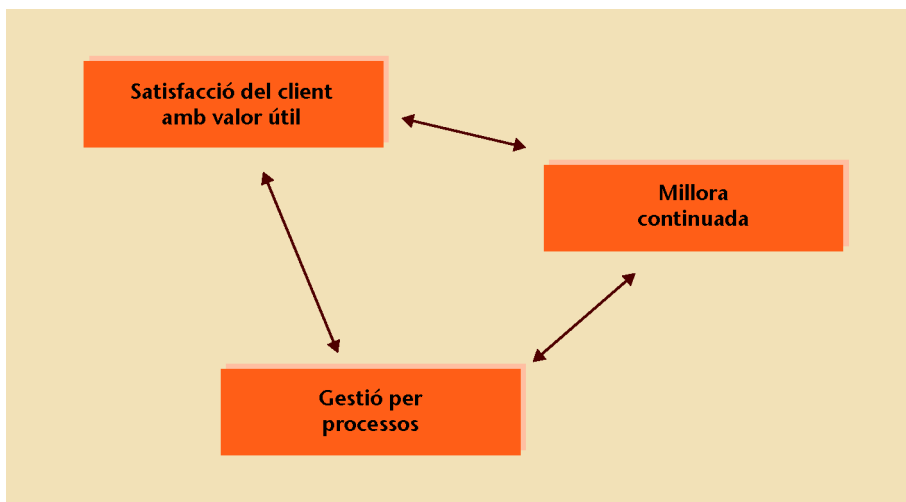 Satisfacció del client
amb valor útil
Millora
continuada
Gestió per
processos